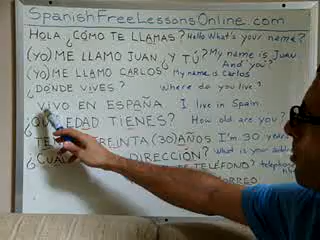 SpanishFreeLessonsOnline.com
HOLA ¿CÓMO TE LLAMAS? Hello What's your name?
(YO) ME LLAMO JUAN ¿Y TÚ? My name is Juan And you?
(YO) ME LLAMO CARLOS My name is Carlos
¿DÓNDE VIVES? Where do you live?
VIVO EN ESPAÑA I live in Spain
EDAD TIENES? How old are you?
(30) AÑOS I'm 30 years
DIRECCIÓN? What is your
TELÉFONO? telephone
CORREO